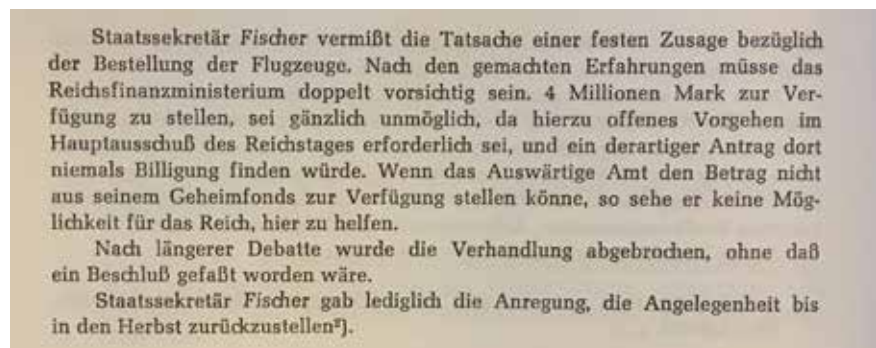 Staatssekretär Fischer vermißt die Tatsache einer festen Zusage bezüglich
der Bestellung der Flugzeuge. Nach den gemachten Erfahrungen müsse das
Reichsfinanzministerium doppelt vorsichtig sein. 4 Millionen Mark zur Ver-
fügung zu stellen, sei gänzlich unmöglich, da hierzu offenes Vorgehen im
Hauptausschuß des Reichstages erforderlich sei, und ein derartiger Antrag dort
niemals Billigung finden würde. Wenn das Auswärtige Amt den Betrag nicht
aus seinem Geheimfonds zur Verfügung stellen könne, so sehe er keine Mög-
lichkeit für das Reich, hier zu helfen.
Nach längerer Debatte wurde die Verhandlung abgebrochen, ohne daß
ein Beschluß gefaßt worden wäre.
Staatssekretär Fischer gab lediglich die Anregung, die Angelegenheit bis
in den Herbst zurückzustellen²).